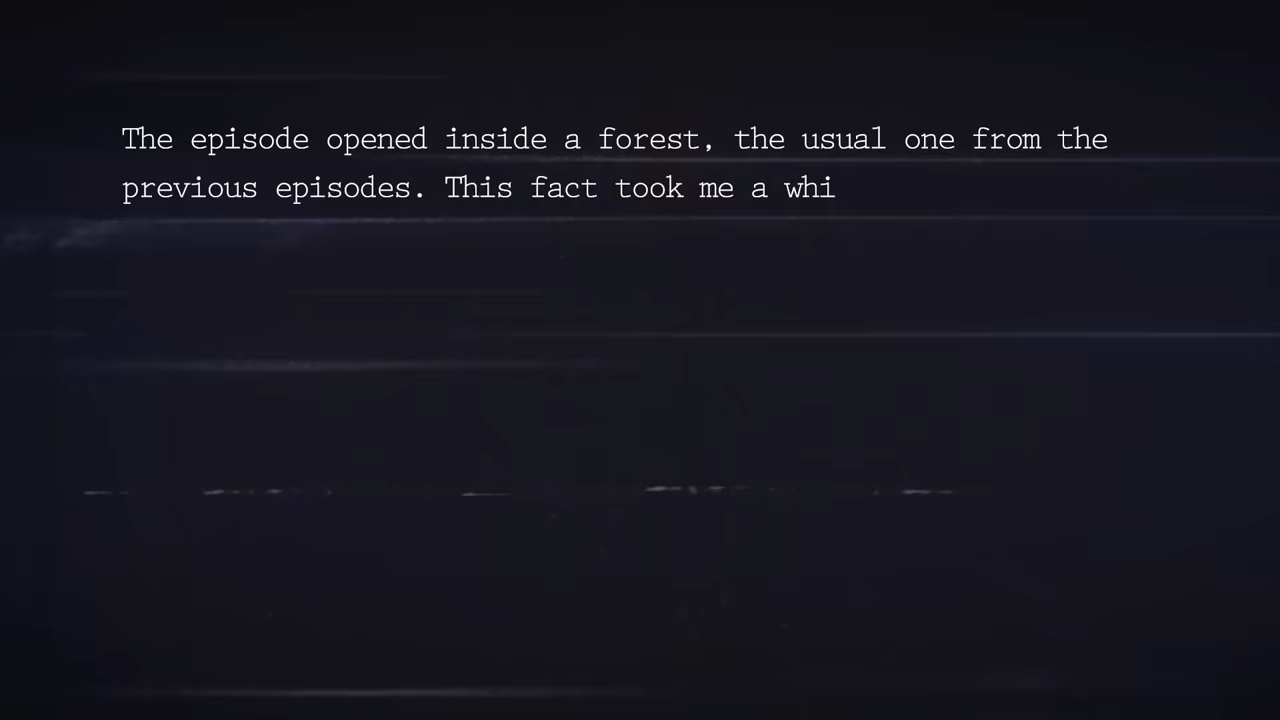 The episode opened inside a forest, the usual one from the
previous episodes. This fact took me a whi